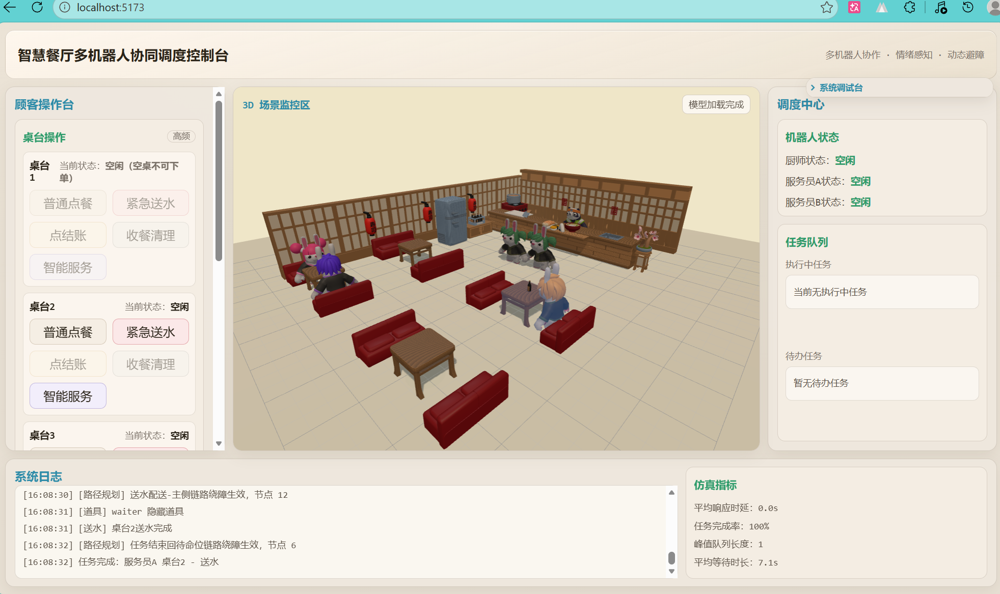 localhost:5173
智慧餐厅多机器人协同调度控制台
多机器人协作 · 情绪感知 · 动态避障
顾客操作台
桌台操作
高频
桌台
1
当前状态：空闲（空桌不可下
单）
普通点餐
紧急送水
点结账
收餐清理
智能服务
桌台2
当前状态：空闲
普通点餐
紧急送水
点结账
收餐清理
智能服务
桌台3
当前状态：空闲
3D 场景监控区
模型加载完成
系统调试台
调度中心
机器人状态
厨师状态：空闲
服务员A状态：空闲
服务员B状态：空闲
任务队列
执行中任务
当前无执行中任务
待办任务
暂无待办任务
系统日志
[16:08:30] [路径规划] 送水配送-主侧链路绕障生效，节点 12
[16:08:31] [道具] waiter 隐藏道具
[16:08:31] [送水] 桌台2送水完成
[16:08:32] [路径规划] 任务结束回待命位链路绕障生效，节点 6
[16:08:32] 任务完成：服务员A 桌台2 - 送水
仿真指标
平均响应时延：0.0s
任务完成率：100%
峰值队列长度：1
平均等待时长：7.1s